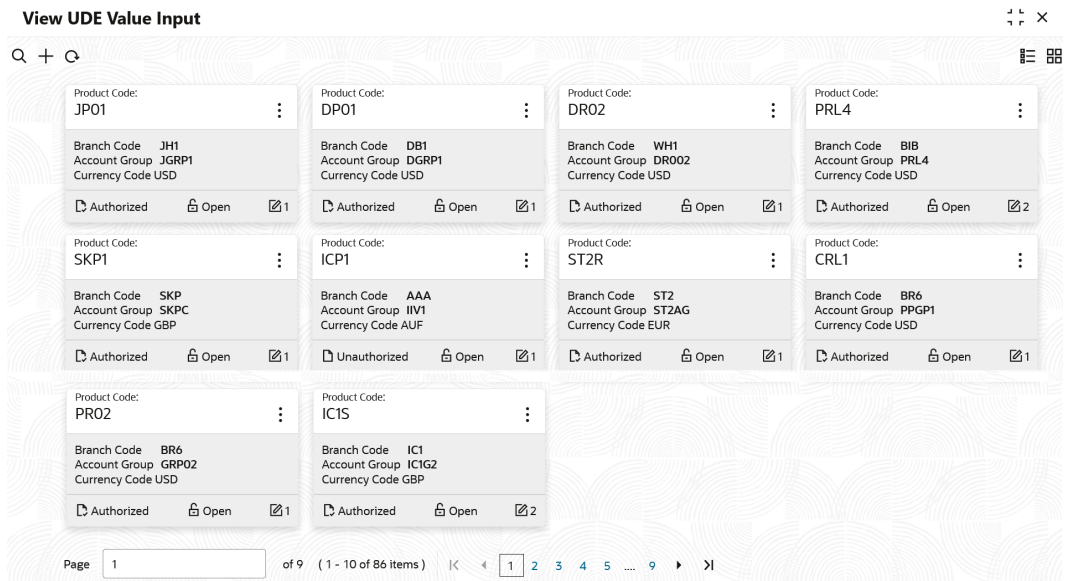 View UDE Value Input
Product Code:
JP01
Branch Code JH1
Account Group JGRP1
Currency Code USD
Authorized Open 1
Product Code:
DP01
Branch Code DB1
Account Group DGRP1
Currency Code USD
Authorized Open 1
Product Code:
DR02
Branch Code WH1
Account Group DR002
Currency Code USD
Authorized Open 1
Product Code:
PRL4
Branch Code BIB
Account Group PRL4
Currency Code USD
Authorized Open 2
Product Code:
SKP1
Branch Code SKP
Account Group SKPC
Currency Code GBP
Authorized Open 1
Product Code:
ICP1
Branch Code AAA
Account Group IIV1
Currency Code AUF
Unauthorized Open 1
Product Code:
ST2R
Branch Code ST2
Account Group ST2AG
Currency Code EUR
Authorized Open 1
Product Code:
CRL1
Branch Code BR6
Account Group PPGP1
Currency Code USD
Authorized Open 1
Product Code:
PR02
Branch Code BR6
Account Group GRP02
Currency Code USD
Authorized Open 1
Product Code:
IC1S
Branch Code IC1
Account Group IC1G2
Currency Code GBP
Authorized Open 2
Page 1 of 9 ( 1 - 10 of 86 items ) 1 2 3 4 5 .... 9